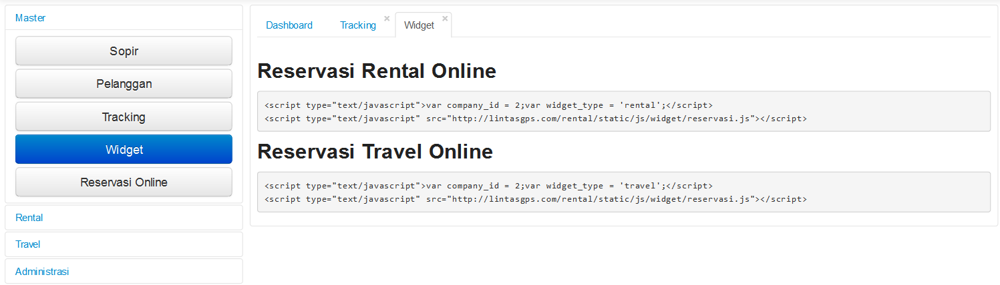 Master
Sopir
Pelanggan
Tracking
Widget
Reservasi Online
Rental
Travel
Administrasi
Dashboard
Tracking ×
Widget ×
Reservasi Rental Online
<script type="text/javascript">var company_id = 2;var widget_type = 'rental';</script>
<script type="text/javascript" src="http://lintasgps.com/rental/static/js/widget/reservasi.js"></script>
Reservasi Travel Online
<script type="text/javascript">var company_id = 2;var widget_type = 'travel';</script>
<script type="text/javascript" src="http://lintasgps.com/rental/static/js/widget/reservasi.js"></script>